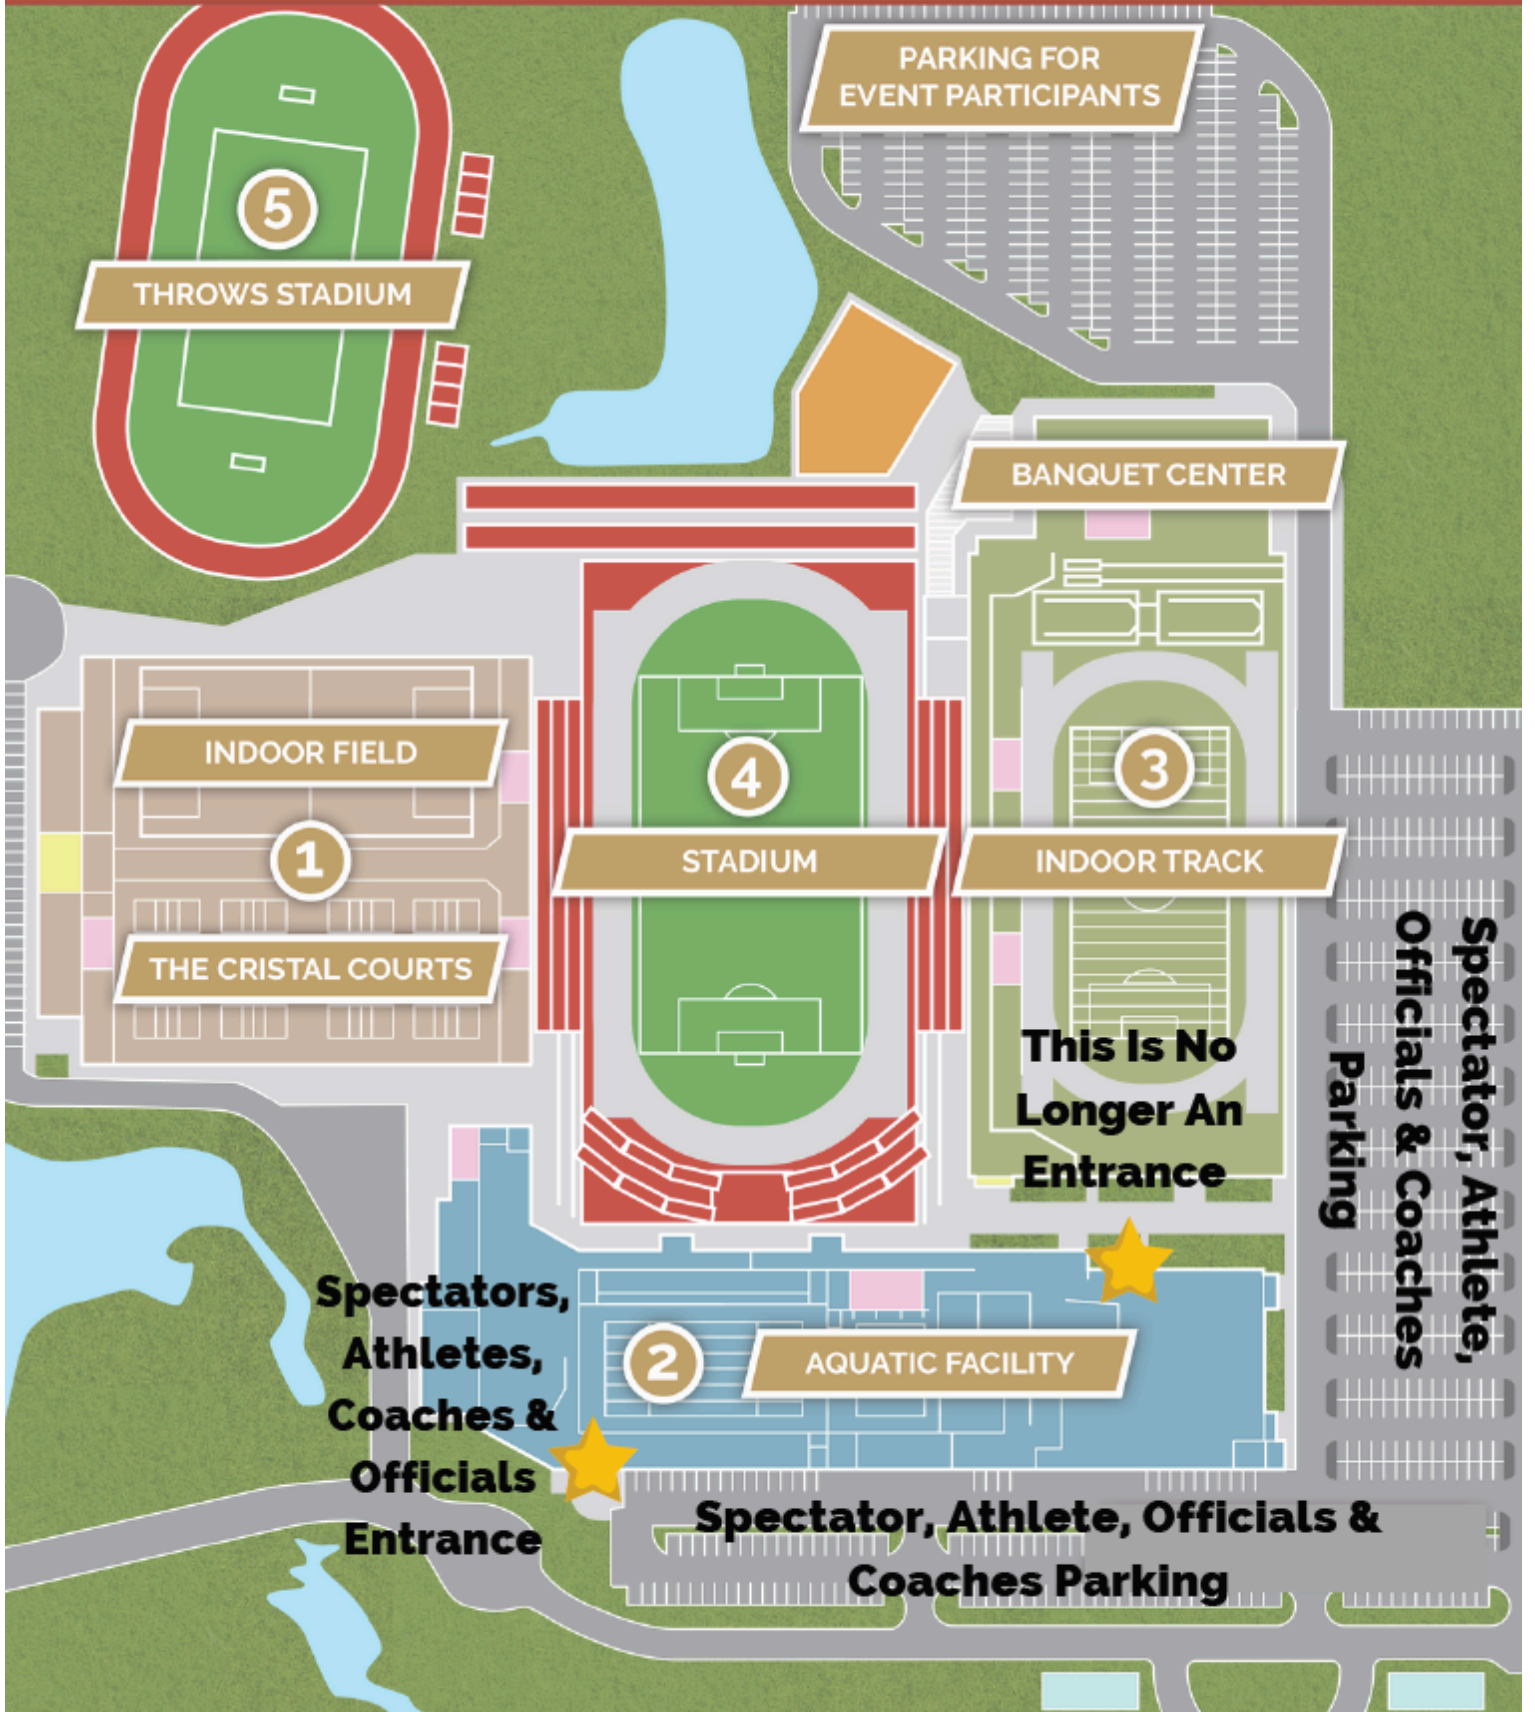 PARKING FOR
EVENT PARTICIPANTS
5
THROWS STADIUM
BANQUET CENTER
INDOOR FIELD
1
THE CRISTAL COURTS
4
STADIUM
3
INDOOR TRACK
This Is No
Longer An
Entrance
Spectator, Athlete,
Officials & Coaches
Parking
Spectators,
Athletes,
Coaches &
Officials
Entrance
2
AQUATIC FACILITY
Spectator, Athlete, Officials &
Coaches Parking